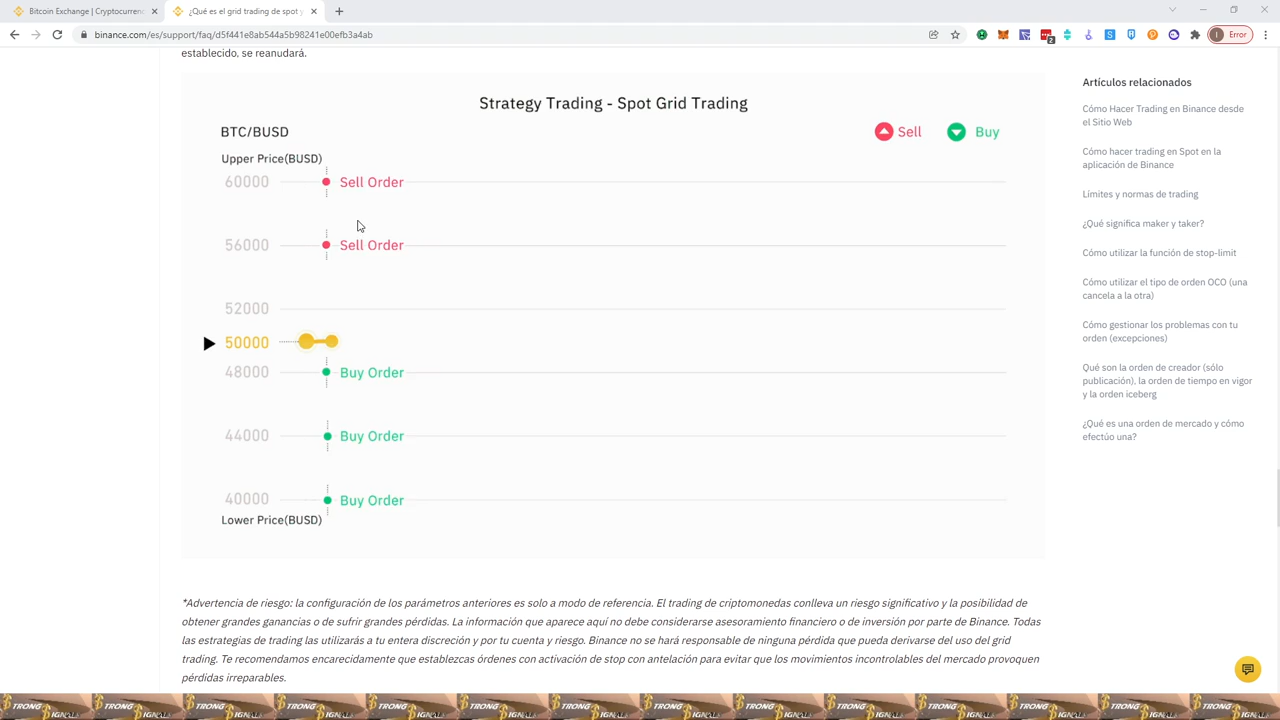 Bitcoin Exchange | Cryptocurren
¿Qué es el grid trading de spot y
binance.com/es/support/faq/d5f441e8ab544a5b98241e00efb3a4ab
2
I
Error
establecido, se reanudará.
Strategy Trading - Spot Grid Trading
BTC/BUSD
Sell
Buy
Upper Price(BUSD)
60000
Sell Order
56000
Sell Order
52000
50000
48000
Buy Order
44000
Buy Order
40000
Buy Order
Lower Price(BUSD)
*Advertencia de riesgo: la configuración de los parámetros anteriores es solo a modo de referencia. El trading de criptomonedas conlleva un riesgo significativo y la posibilidad de
obtener grandes ganancias o de sufrir grandes pérdidas. La información que aparece aquí no debe considerarse asesoramiento financiero o de inversión por parte de Binance. Todas
las estrategias de trading las utilizarás a tu entera discreción y por tu cuenta y riesgo. Binance no se hará responsable de ninguna pérdida que pueda derivarse del uso del grid
trading. Te recomendamos encarecidamente que establezcas órdenes con activación de stop con antelación para evitar que los movimientos incontrolables del mercado provoquen
pérdidas irreparables.
Artículos relacionados
Cómo Hacer Trading en Binance desde
el Sitio Web
Cómo hacer trading en Spot en la
aplicación de Binance
Límites y normas de trading
¿Qué significa maker y taker?
Cómo utilizar la función de stop-limit
Cómo utilizar el tipo de orden OCO (una
cancela a la otra)
Cómo gestionar los problemas con tu
orden (excepciones)
Qué son la orden de creador (sólo
publicación), la orden de tiempo en vigor
y la orden iceberg
¿Qué es una orden de mercado y cómo
efectúo una?